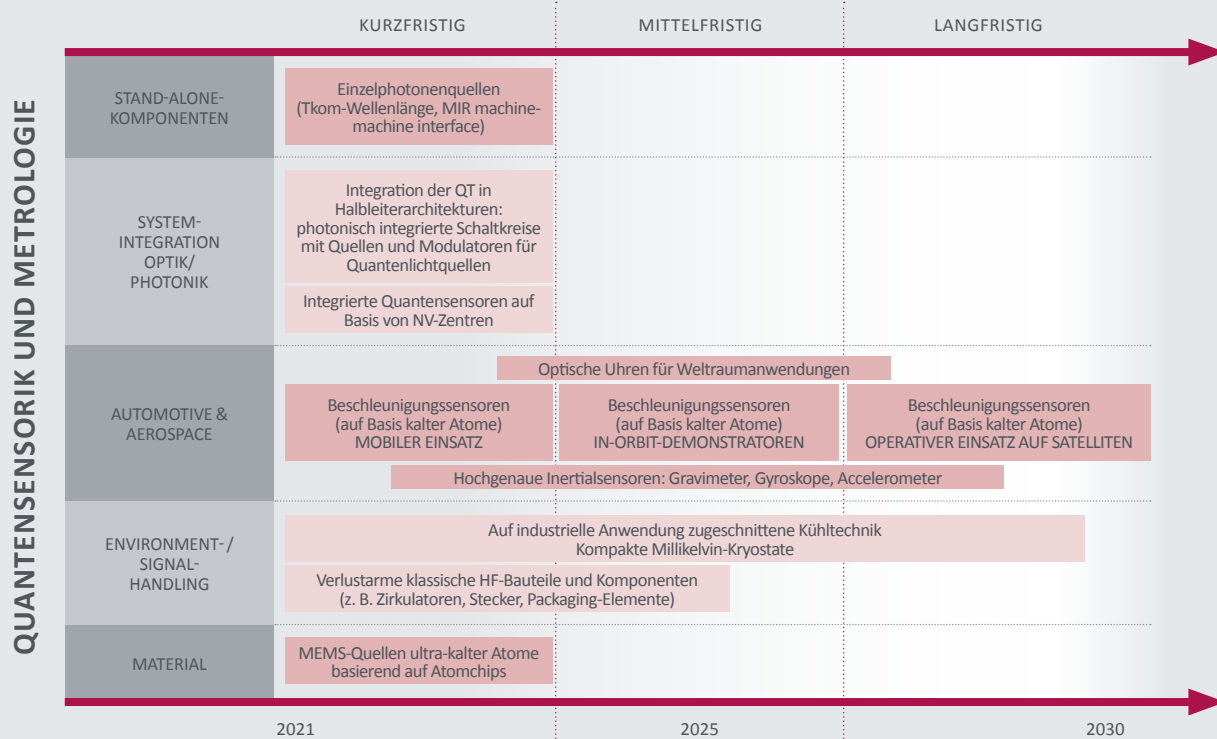 QUANTENSENSORIK UND METROLOGIE
KURZFRISTIG
MITTELFRISTIG
LANGFRISTIG
STAND-ALONE-
KOMPONENTEN
Einzelphotonenquellen
(Tkom-Wellenlänge, MIR machine-
machine interface)
SYSTEM-
INTEGRATION
OPTIK/
PHOTONIK
Integration der QT in
Halbleiterarchitekturen:
photonisch integrierte Schaltkreise
mit Quellen und Modulatoren für
Quantenlichtquellen
Integrierte Quantensensoren auf
Basis von NV-Zentren
AUTOMOTIVE &
AEROSPACE
Optische Uhren für Weltraumanwendungen
Beschleunigungssensoren
(auf Basis kalter Atome)
MOBILER EINSATZ
Beschleunigungssensoren
(auf Basis kalter Atome)
IN-ORBIT-DEMONSTRATOREN
Beschleunigungssensoren
(auf Basis kalter Atome)
OPERATIVER EINSATZ AUF SATELLITEN
Hochgenaue Inertialsensoren: Gravimeter, Gyroskope, Accelerometer
ENVIRONMENT-/
SIGNAL-
HANDLING
Auf industrielle Anwendung zugeschnittene Kühltechnik
Kompakte Millikelvin-Kryostate
Verlustarme klassische HF-Bauteile und Komponenten
(z. B. Zirkulatoren, Stecker, Packaging-Elemente)
MATERIAL
MEMS-Quellen ultra-kalter Atome
basierend auf Atomchips
2021
2025
2030